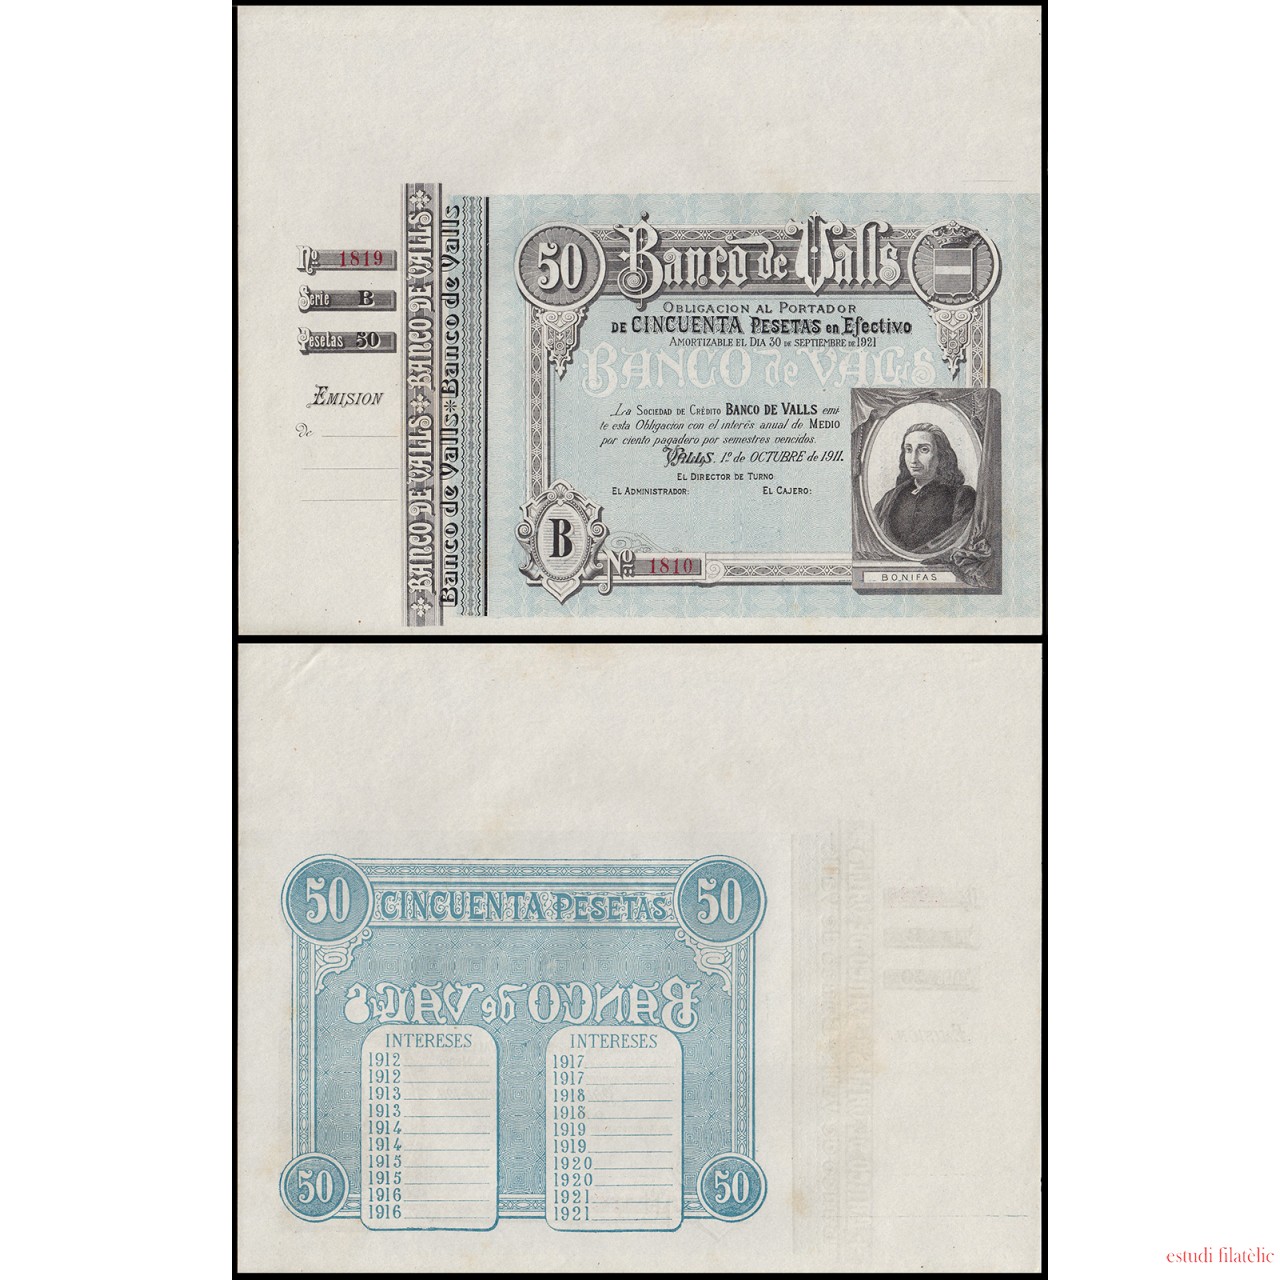 Nº 1819
Serie B
Pesetas 50
EMISION
de
BANCO DE VALLS BANCO DE VALLS
Banco de Valls*Banco de Valls
50
Banco de Valls
OBLIGACION AL PORTADOR
DE CINCUENTA PESETAS en Efectivo
AMORTIZABLE EL DIA 30 DE SEPTIEMBRE DE 1921
BANCO de VALLS
La SOCIEDAD DE CRÉDITO BANCO DE VALLS emi-
te esta Obligacion con el interés anual de MEDIO
por ciento pagadero por semestres vencidos.
VALLS, 1º de OCTUBRE de 1911.
EL DIRECTOR DE TURNO
EL ADMINISTRADOR: EL CAJERO:
B
Nº DE 1810
BONIFAS
50 CINCUENTA PESETAS 50
BANCO de VALLS
INTERESES
1912
1912
1913
1913
1914
1914
1915
1915
1916
1916
INTERESES
1917
1917
1918
1918
1919
1919
1920
1920
1921
1921
50
50
estudi filatèlic